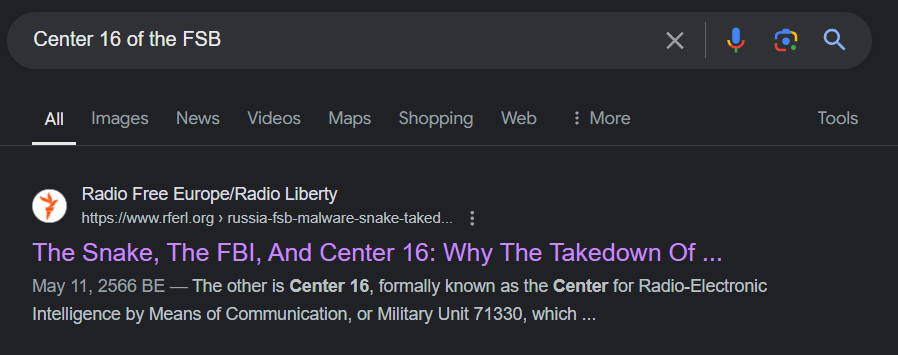 Center 16 of the FSB
All Images News Videos Maps Shopping Web More Tools
Radio Free Europe/Radio Liberty
https://www.rferl.org › russia-fsb-malware-snake-taked...
The Snake, The FBI, And Center 16: Why The Takedown Of ...
May 11, 2566 BE — The other is Center 16, formally known as the Center for Radio-Electronic
Intelligence by Means of Communication, or Military Unit 71330, which ...